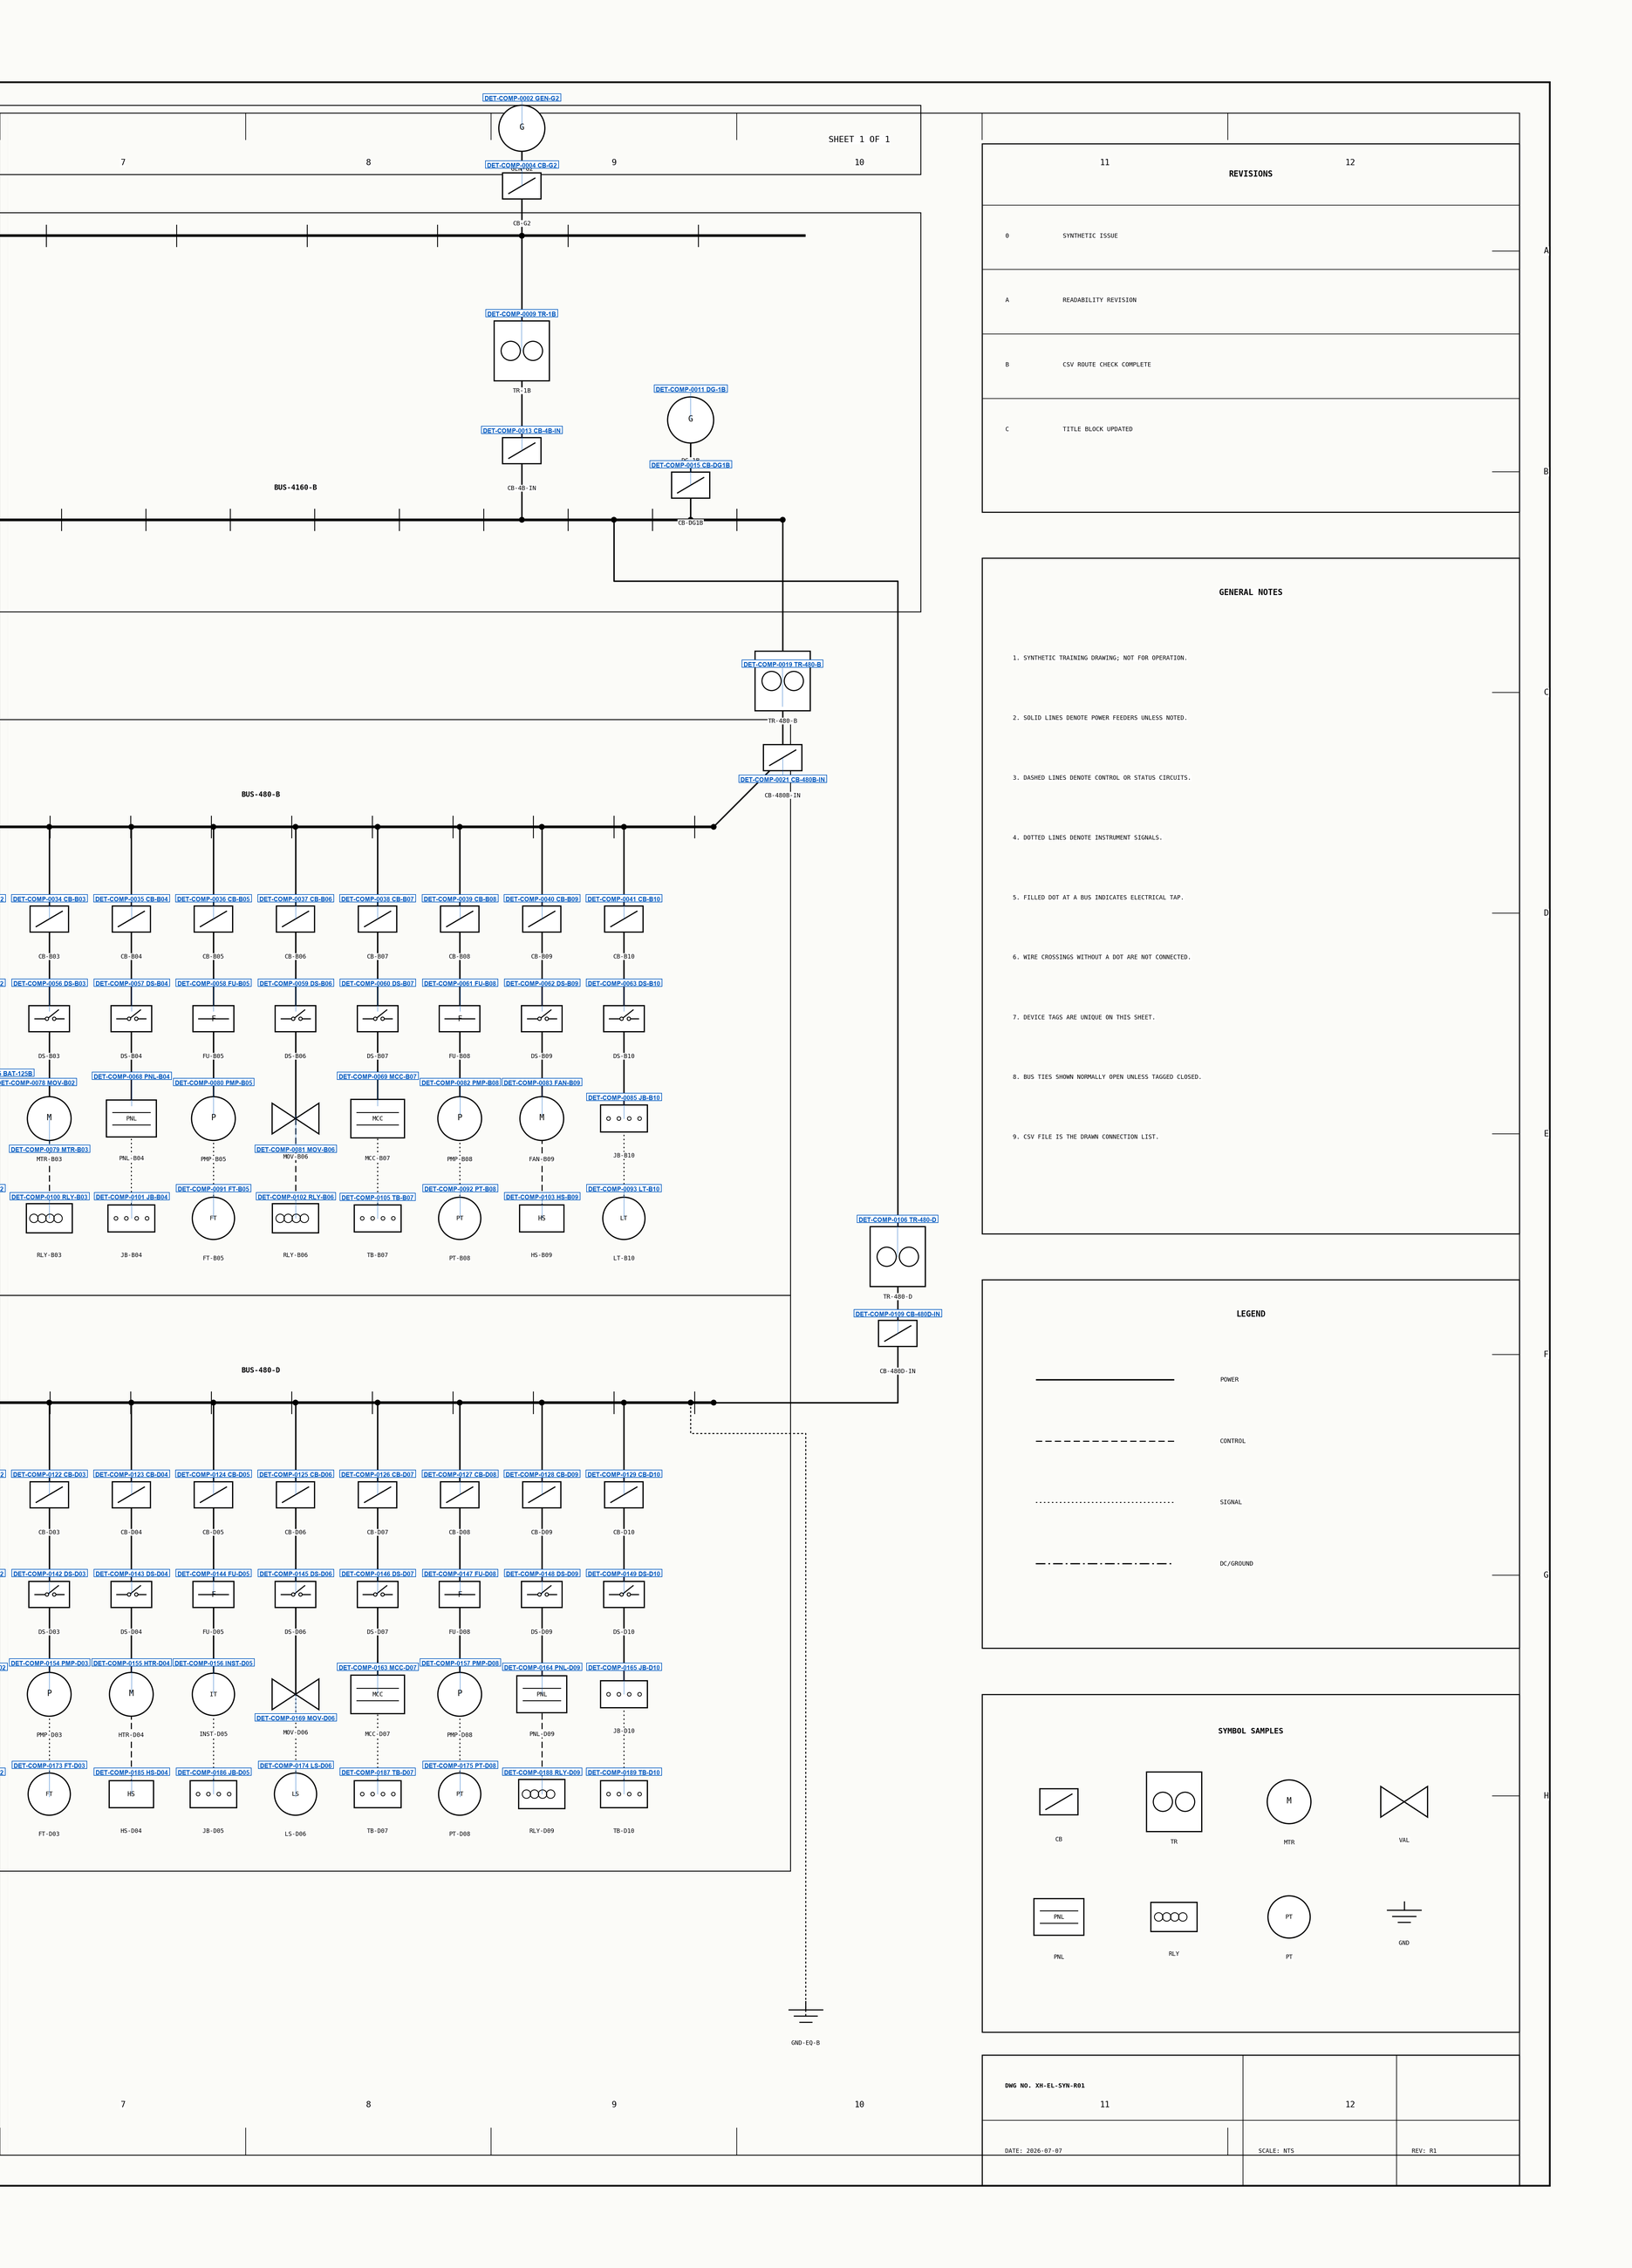 DET-COMP-0002 GEN-G2
G
SHEET 1 OF 1
7 8 9 10 11 12
DET-COMP-0004 CB-G2
CB-G2
REVISIONS
0 SYNTHETIC ISSUE
A
A READABILITY REVISION
B CSV ROUTE CHECK COMPLETE
C TITLE BLOCK UPDATED
B
DET-COMP-0009 TR-1B
TR-1B
DET-COMP-0011 DG-1B
G
DET-COMP-0013 CB-4B-IN
DET-COMP-0015 CB-DG1B
BUS-4160-B
CB-4B-IN
CB-DG1B
GENERAL NOTES
1. SYNTHETIC TRAINING DRAWING; NOT FOR OPERATION.
C
2. SOLID LINES DENOTE POWER FEEDERS UNLESS NOTED.
3. DASHED LINES DENOTE CONTROL OR STATUS CIRCUITS.
4. DOTTED LINES DENOTE INSTRUMENT SIGNALS.
5. FILLED DOT AT A BUS INDICATES ELECTRICAL TAP.
D
6. WIRE CROSSINGS WITHOUT A DOT ARE NOT CONNECTED.
7. DEVICE TAGS ARE UNIQUE ON THIS SHEET.
8. BUS TIES SHOWN NORMALLY OPEN UNLESS TAGGED CLOSED.
E
9. CSV FILE IS THE DRAWN CONNECTION LIST.
DET-COMP-0019 TR-480-B
TR-480-B
DET-COMP-0021 CB-480B-IN
CB-480B-IN
BUS-480-B
2 DET-COMP-0034 CB-B03 DET-COMP-0035 CB-B04 DET-COMP-0036 CB-B05 DET-COMP-0037 CB-B06 DET-COMP-0038 CB-B07 DET-COMP-0039 CB-B08 DET-COMP-0040 CB-B09 DET-COMP-0041 CB-B10
CB-B03 CB-B04 CB-B05 CB-B06 CB-B07 CB-B08 CB-B09 CB-B10
2 DET-COMP-0056 DS-B03 DET-COMP-0057 DS-B04 DET-COMP-0058 FU-B05 DET-COMP-0059 DS-B06 DET-COMP-0060 DS-B07 DET-COMP-0061 FU-B08 DET-COMP-0062 DS-B09 DET-COMP-0063 DS-B10
F F
DS-B03 DS-B04 FU-B05 DS-B06 DS-B07 FU-B08 DS-B09 DS-B10
BAT-125B DET-COMP-0068 PNL-B04 DET-COMP-0069 MCC-B07
DET-COMP-0078 MOV-B02 DET-COMP-0080 PMP-B05 DET-COMP-0082 PMP-B08 DET-COMP-0083 FAN-B09
DET-COMP-0085 JB-B10
M PNL P MCC P M
DET-COMP-0079 MTR-B03 DET-COMP-0081 MOV-B06
MTR-B03 PNL-B04 PMP-B05 MOV-B06 MCC-B07 PMP-B08 FAN-B09 JB-B10
DET-COMP-0091 FT-B05 DET-COMP-0092 PT-B08 DET-COMP-0093 LT-B10
2 DET-COMP-0100 RLY-B03 DET-COMP-0101 JB-B04 DET-COMP-0102 RLY-B06 DET-COMP-0105 TB-B07 DET-COMP-0103 HS-B09
FT PT HS LT
RLY-B03 JB-B04 FT-B05 RLY-B06 TB-B07 PT-B08 HS-B09 LT-B10
DET-COMP-0106 TR-480-D
TR-480-D
DET-COMP-0109 CB-480D-IN
CB-480D-IN
LEGEND
F
POWER
CONTROL
SIGNAL
DC/GROUND
G
BUS-480-D
2 DET-COMP-0122 CB-D03 DET-COMP-0123 CB-D04 DET-COMP-0124 CB-D05 DET-COMP-0125 CB-D06 DET-COMP-0126 CB-D07 DET-COMP-0127 CB-D08 DET-COMP-0128 CB-D09 DET-COMP-0129 CB-D10
CB-D03 CB-D04 CB-D05 CB-D06 CB-D07 CB-D08 CB-D09 CB-D10
2 DET-COMP-0142 DS-D03 DET-COMP-0143 DS-D04 DET-COMP-0144 FU-D05 DET-COMP-0145 DS-D06 DET-COMP-0146 DS-D07 DET-COMP-0147 FU-D08 DET-COMP-0148 DS-D09 DET-COMP-0149 DS-D10
F F
DS-D03 DS-D04 FU-D05 DS-D06 DS-D07 FU-D08 DS-D09 DS-D10
DET-COMP-0154 PMP-D03 DET-COMP-0155 HTR-D04 DET-COMP-0156 INST-D05 DET-COMP-0157 PMP-D08
02 DET-COMP-0163 MCC-D07 DET-COMP-0164 PNL-D09 DET-COMP-0165 JB-D10
P M IT MCC P PNL
DET-COMP-0169 MOV-D06
PMP-D03 HTR-D04 INST-D05 MOV-D06 MCC-D07 PMP-D08 PNL-D09 JB-D10
DET-COMP-0173 FT-D03 DET-COMP-0174 LS-D06 DET-COMP-0175 PT-D08
2 DET-COMP-0185 HS-D04 DET-COMP-0186 JB-D05 DET-COMP-0187 TB-D07 DET-COMP-0188 RLY-D09 DET-COMP-0189 TB-D10
FT HS LS PT
FT-D03 HS-D04 JB-D05 LS-D06 TB-D07 PT-D08 RLY-D09 TB-D10
SYMBOL SAMPLES
M
H
CB TR MTR VAL
PNL PT
PNL RLY PT GND
GND-EQ-B
DWG NO. XH-EL-SYN-R01
7 8 9 10 11 12
DATE: 2026-07-07 SCALE: NTS REV: R1